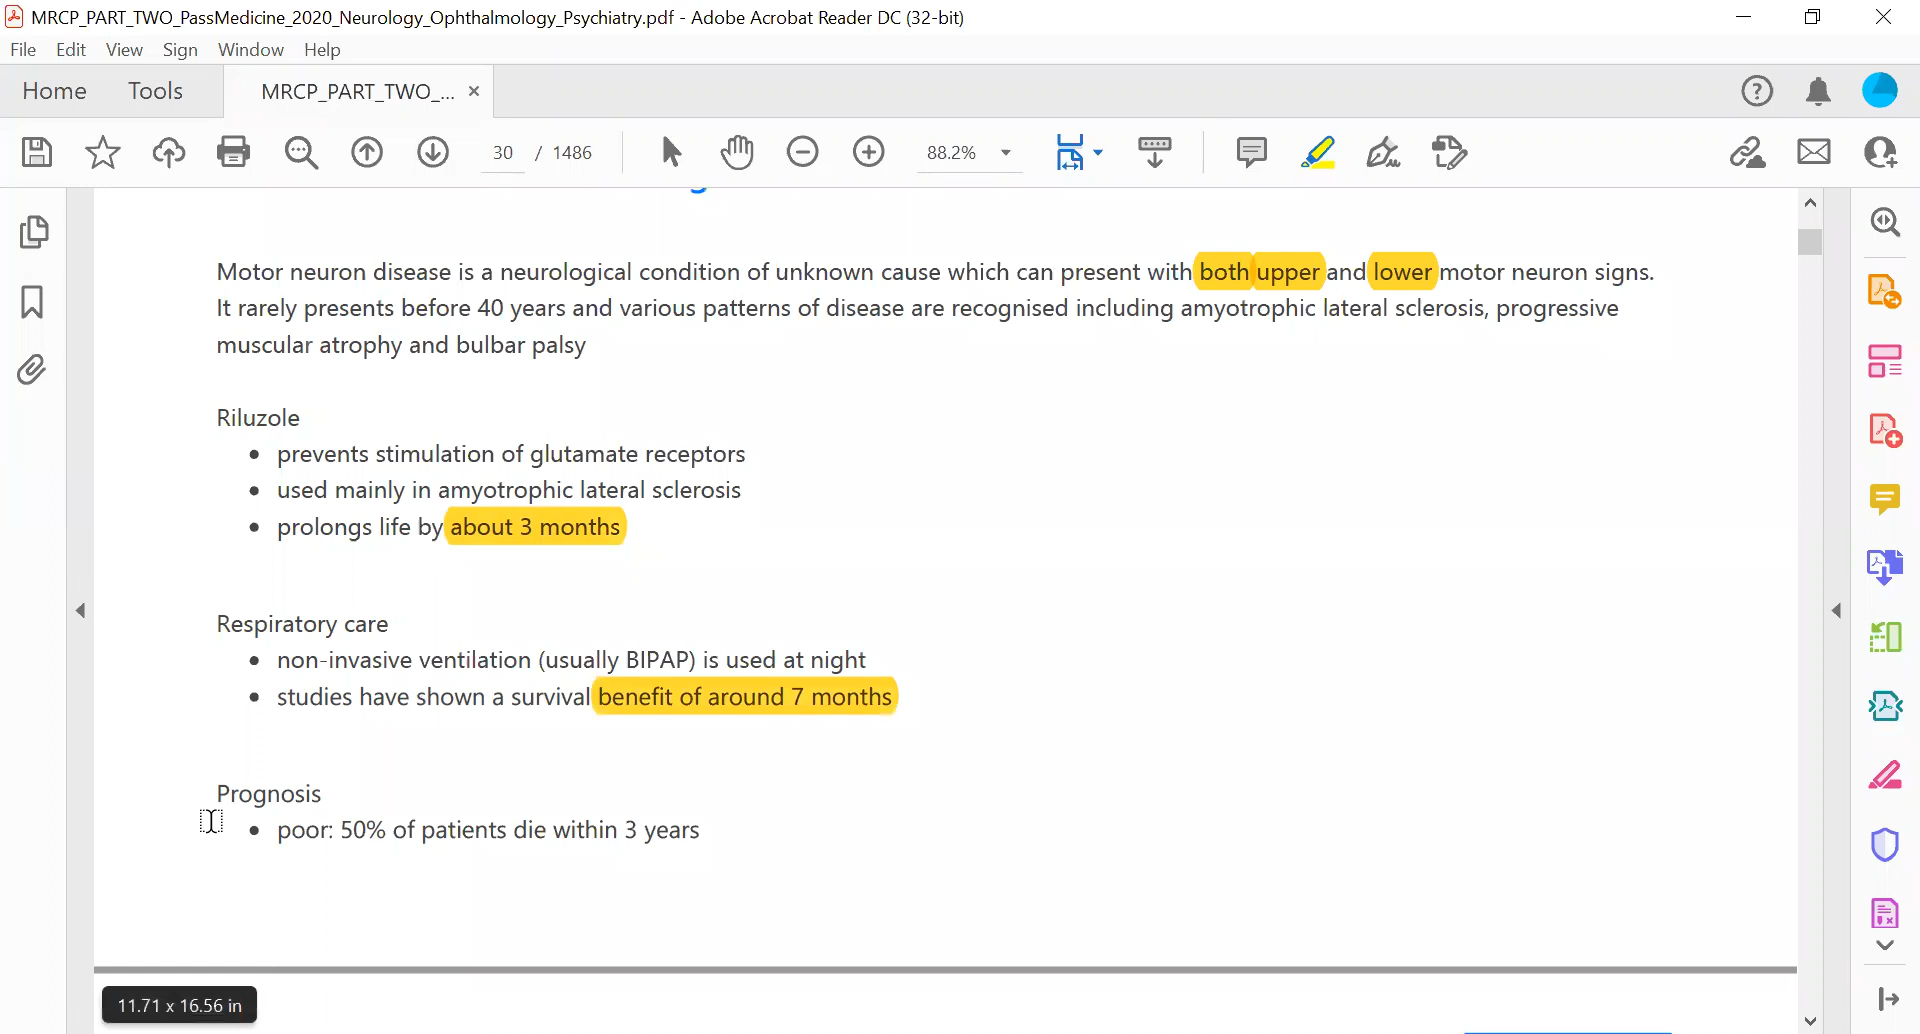 MRCP_PART_TWO_PassMedicine_2020_Neurology_Ophthalmology_Psychiatry.pdf - Adobe Acrobat Reader DC (32-bit)
File Edit View Sign Window Help
Home Tools MRCP_PART_TWO_... ×
30 / 1486 88.2%
Motor neuron disease is a neurological condition of unknown cause which can present with both upper and lower motor neuron signs.
It rarely presents before 40 years and various patterns of disease are recognised including amyotrophic lateral sclerosis, progressive
muscular atrophy and bulbar palsy
Riluzole
• prevents stimulation of glutamate receptors
• used mainly in amyotrophic lateral sclerosis
• prolongs life by about 3 months
Respiratory care
• non-invasive ventilation (usually BIPAP) is used at night
• studies have shown a survival benefit of around 7 months
Prognosis
• poor: 50% of patients die within 3 years
11.71 x 16.56 in